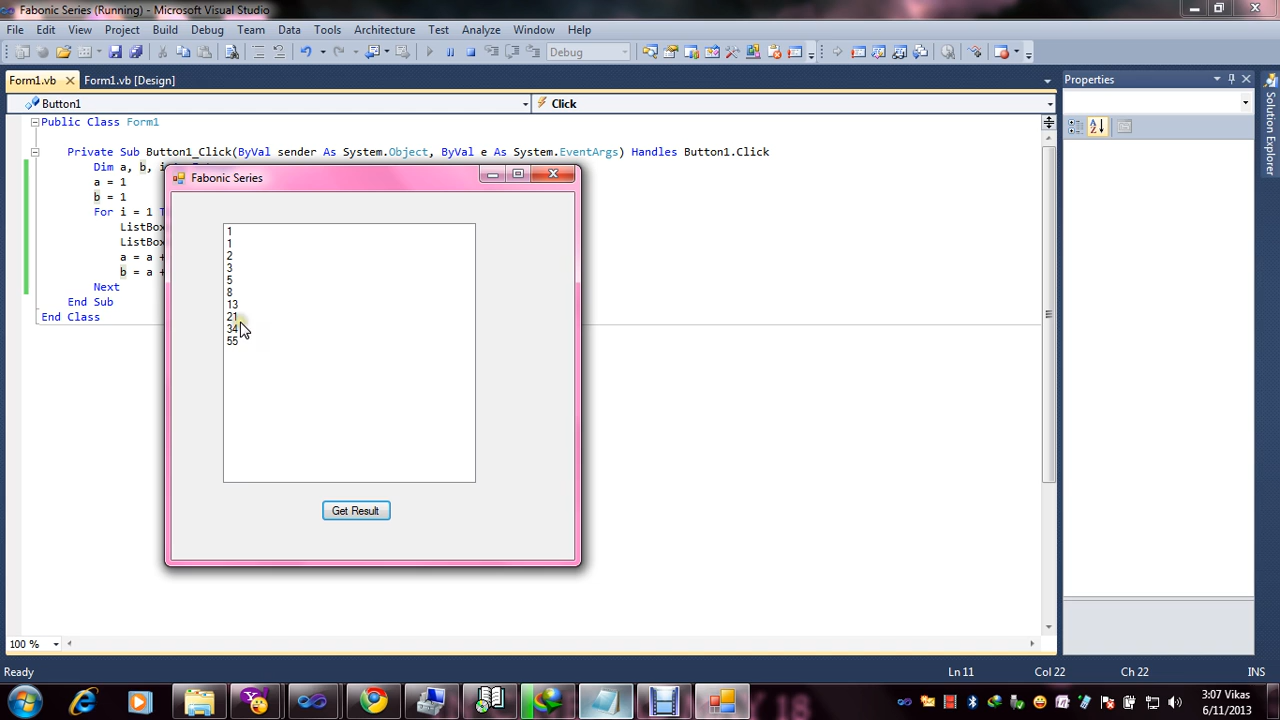 Fabonic Series (Running) - Microsoft Visual Studio
File Edit View Project Build Debug Team Data Tools Architecture Test Analyze Window Help
Debug
Form1.vb Form1.vb [Design]
Properties
Solution Explorer
Button1 Click
Public Class Form1
Private Sub Button1_Click(ByVal sender As System.Object, ByVal e As System.EventArgs) Handles Button1.Click
Dim a, b,
a = 1
b = 1
For i = 1
ListBox
ListBox
a = a +
b = a +
Next
End Sub
End Class
Fabonic Series
1
1
2
3
5
8
13
21
34
55
Get Result
100 %
Ready Ln 11 Col 22 Ch 22 INS
3:07 Vikas
6/11/2013